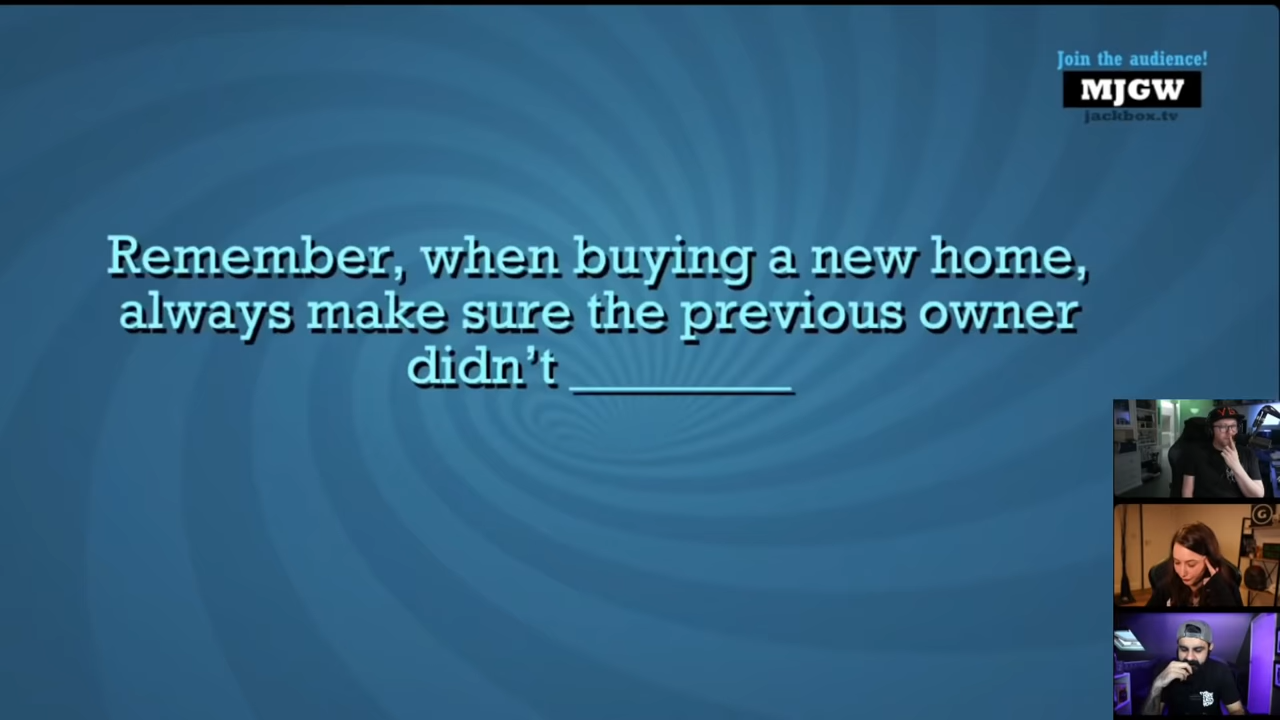 Join the audience!
MJGW
jackbox.tv
Remember, when buying a new home,
always make sure the previous owner
didn’t ________
G